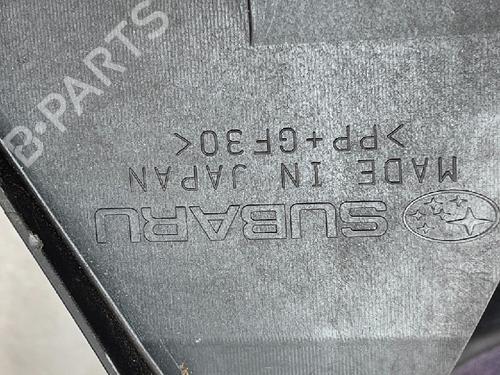 SUBARU
MADE IN JAPAN
>PP+GF30<
B-PARTS